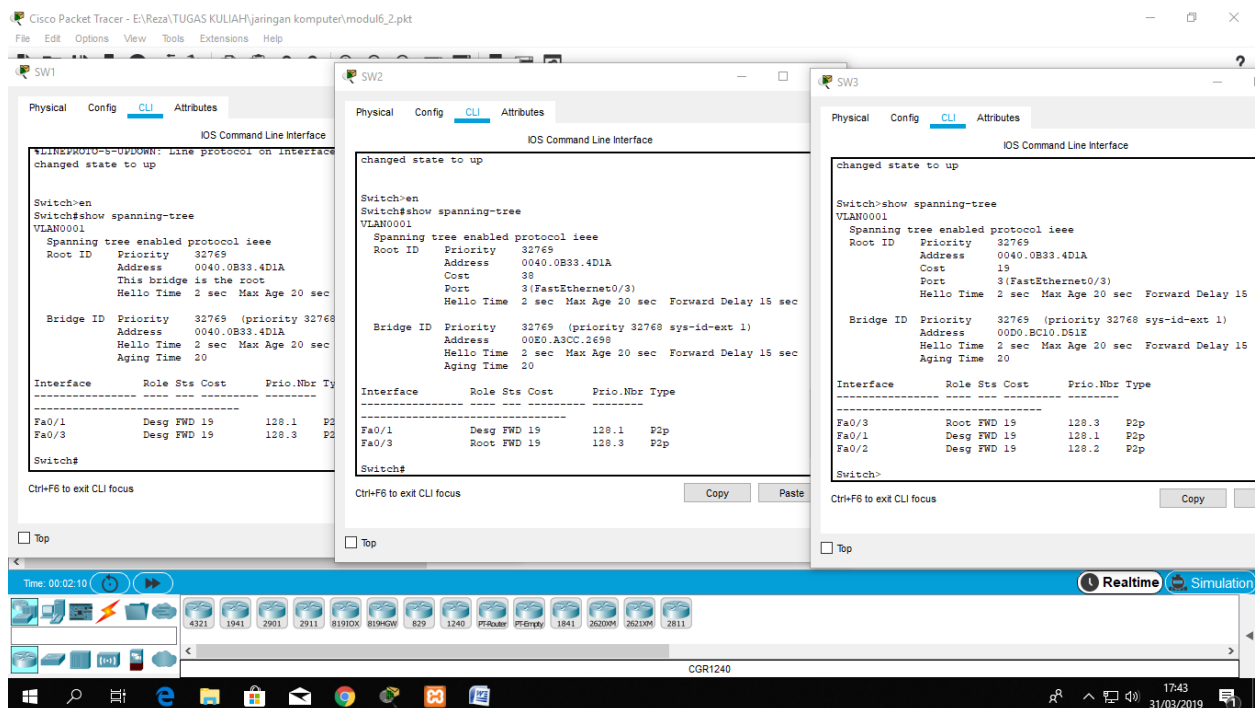 Cisco Packet Tracer - E:\Reza\TUGAS KULIAH\jaringan komputer\modul6_2.pkt
File Edit Options View Tools Extensions Help
SW1
Physical Config CLI Attributes
IOS Command Line Interface
%LINEPROTO-5-UPDOWN: Line protocol on Interface
changed state to up
Switch>en
Switch#show spanning-tree
VLAN0001
Spanning tree enabled protocol ieee
Root ID Priority 32769
Address 0040.0B33.4D1A
This bridge is the root
Hello Time 2 sec Max Age 20 sec
Bridge ID Priority 32769 (priority 32768
Address 0040.0B33.4D1A
Hello Time 2 sec Max Age 20 sec
Aging Time 20
Interface Role Sts Cost Prio.Nbr Ty
---------------- ---- --- --------- --------
--------------------------------
Fa0/1 Desg FWD 19 128.1 P2
Fa0/3 Desg FWD 19 128.3 P2
Switch#
Ctrl+F6 to exit CLI focus
Top
SW2
Physical Config CLI Attributes
IOS Command Line Interface
changed state to up
Switch>en
Switch#show spanning-tree
VLAN0001
Spanning tree enabled protocol ieee
Root ID Priority 32769
Address 0040.0B33.4D1A
Cost 38
Port 3(FastEthernet0/3)
Hello Time 2 sec Max Age 20 sec Forward Delay 15 sec
Bridge ID Priority 32769 (priority 32768 sys-id-ext 1)
Address 00E0.A3CC.2698
Hello Time 2 sec Max Age 20 sec Forward Delay 15 sec
Aging Time 20
Interface Role Sts Cost Prio.Nbr Type
---------------- ---- --- --------- --------
--------------------------------
Fa0/1 Desg FWD 19 128.1 P2p
Fa0/3 Root FWD 19 128.3 P2p
Switch#
Ctrl+F6 to exit CLI focus
Copy Paste
Top
SW3
Physical Config CLI Attributes
IOS Command Line Interface
changed state to up
Switch>show spanning-tree
VLAN0001
Spanning tree enabled protocol ieee
Root ID Priority 32769
Address 0040.0B33.4D1A
Cost 19
Port 3(FastEthernet0/3)
Hello Time 2 sec Max Age 20 sec Forward Delay 15
Bridge ID Priority 32769 (priority 32768 sys-id-ext 1)
Address 00D0.BC10.D51E
Hello Time 2 sec Max Age 20 sec Forward Delay 15
Aging Time 20
Interface Role Sts Cost Prio.Nbr Type
---------------- ---- --- --------- --------
--------------------------------
Fa0/3 Root FWD 19 128.3 P2p
Fa0/1 Desg FWD 19 128.1 P2p
Fa0/2 Desg FWD 19 128.2 P2p
Switch>
Ctrl+F6 to exit CLI focus
Copy
Top
Time: 00:02:10
Realtime Simulation
4321 1941 2901 2911 819IOX 819HGW 829 1240 PT-Router PT-Empty 1841 2620XM 2621XM 2811
CGR1240
17:43
31/03/2019